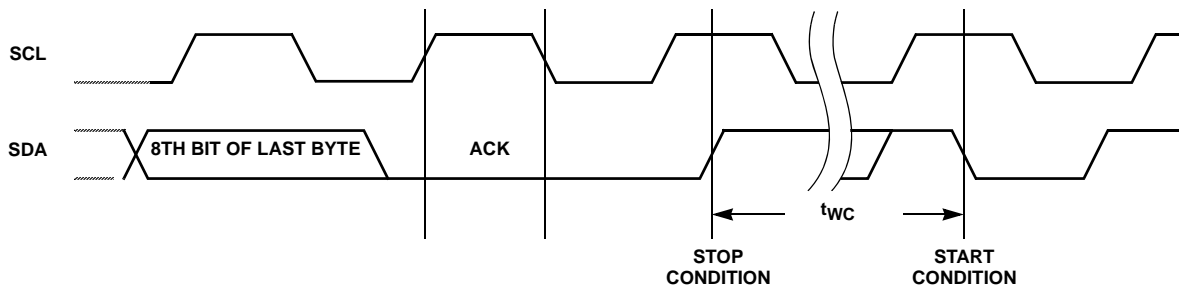 SCL
SDA
8TH BIT OF LAST BYTE
ACK
tWC
STOP
CONDITION
START
CONDITION